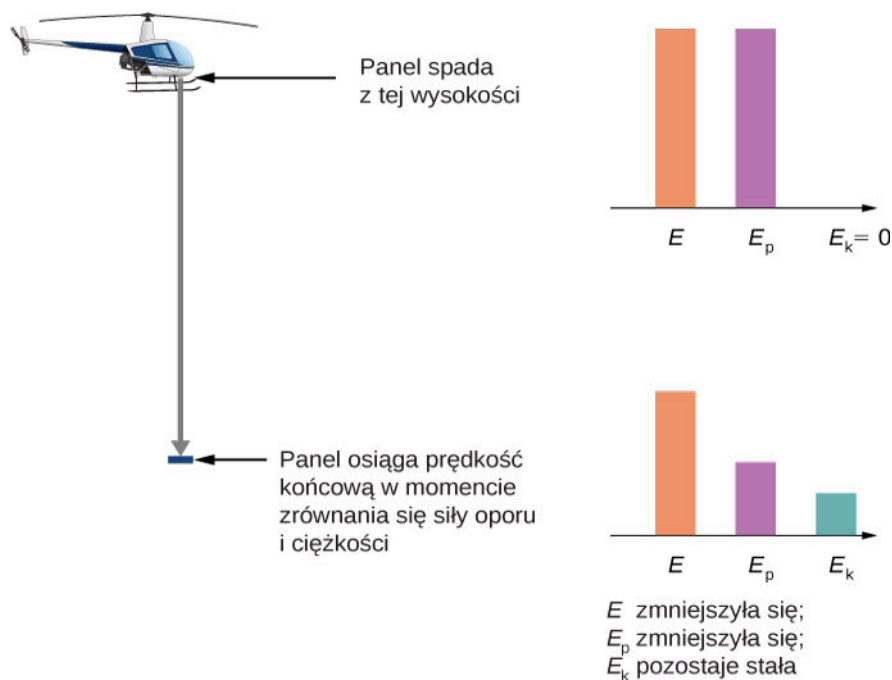 Panel spada
z tej wysokości
E
Ep
Ek= 0
Panel osiąga prędkość
końcową w momencie
zrównania się siły oporu
i ciężkości
E
Ep
Ek
E zmniejszyła się;
Ep zmniejszyła się;
Ek pozostaje stała